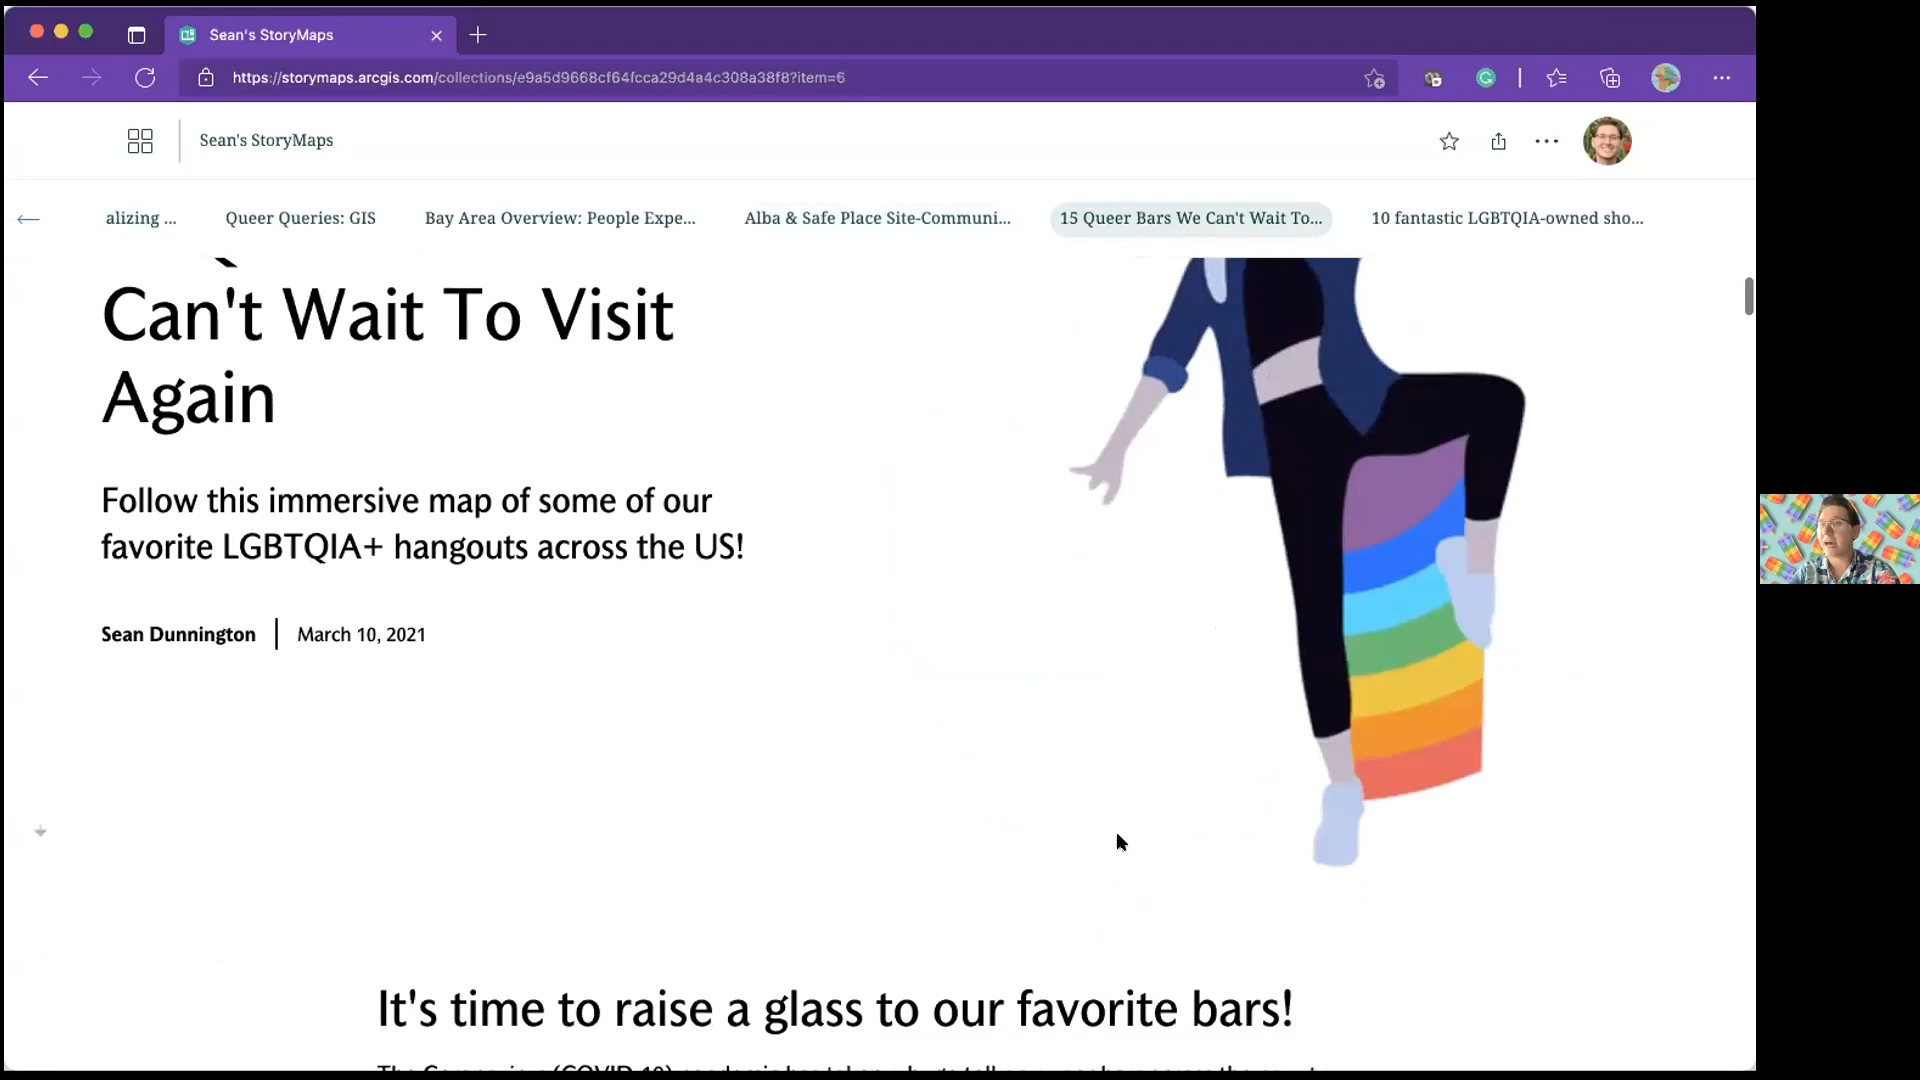 Sean's StoryMaps
https://storymaps.arcgis.com/collections/e9a5d9668cf64fcca29d4a4c308a38f8?item=6
Sean's StoryMaps
alizing ...
Queer Queries: GIS
Bay Area Overview: People Expe...
Alba & Safe Place Site-Communi...
15 Queer Bars We Can't Wait To...
10 fantastic LGBTQIA-owned sho...
Can't Wait To Visit
Again
Follow this immersive map of some of our
favorite LGBTQIA+ hangouts across the US!
Sean Dunnington
March 10, 2021
It's time to raise a glass to our favorite bars!